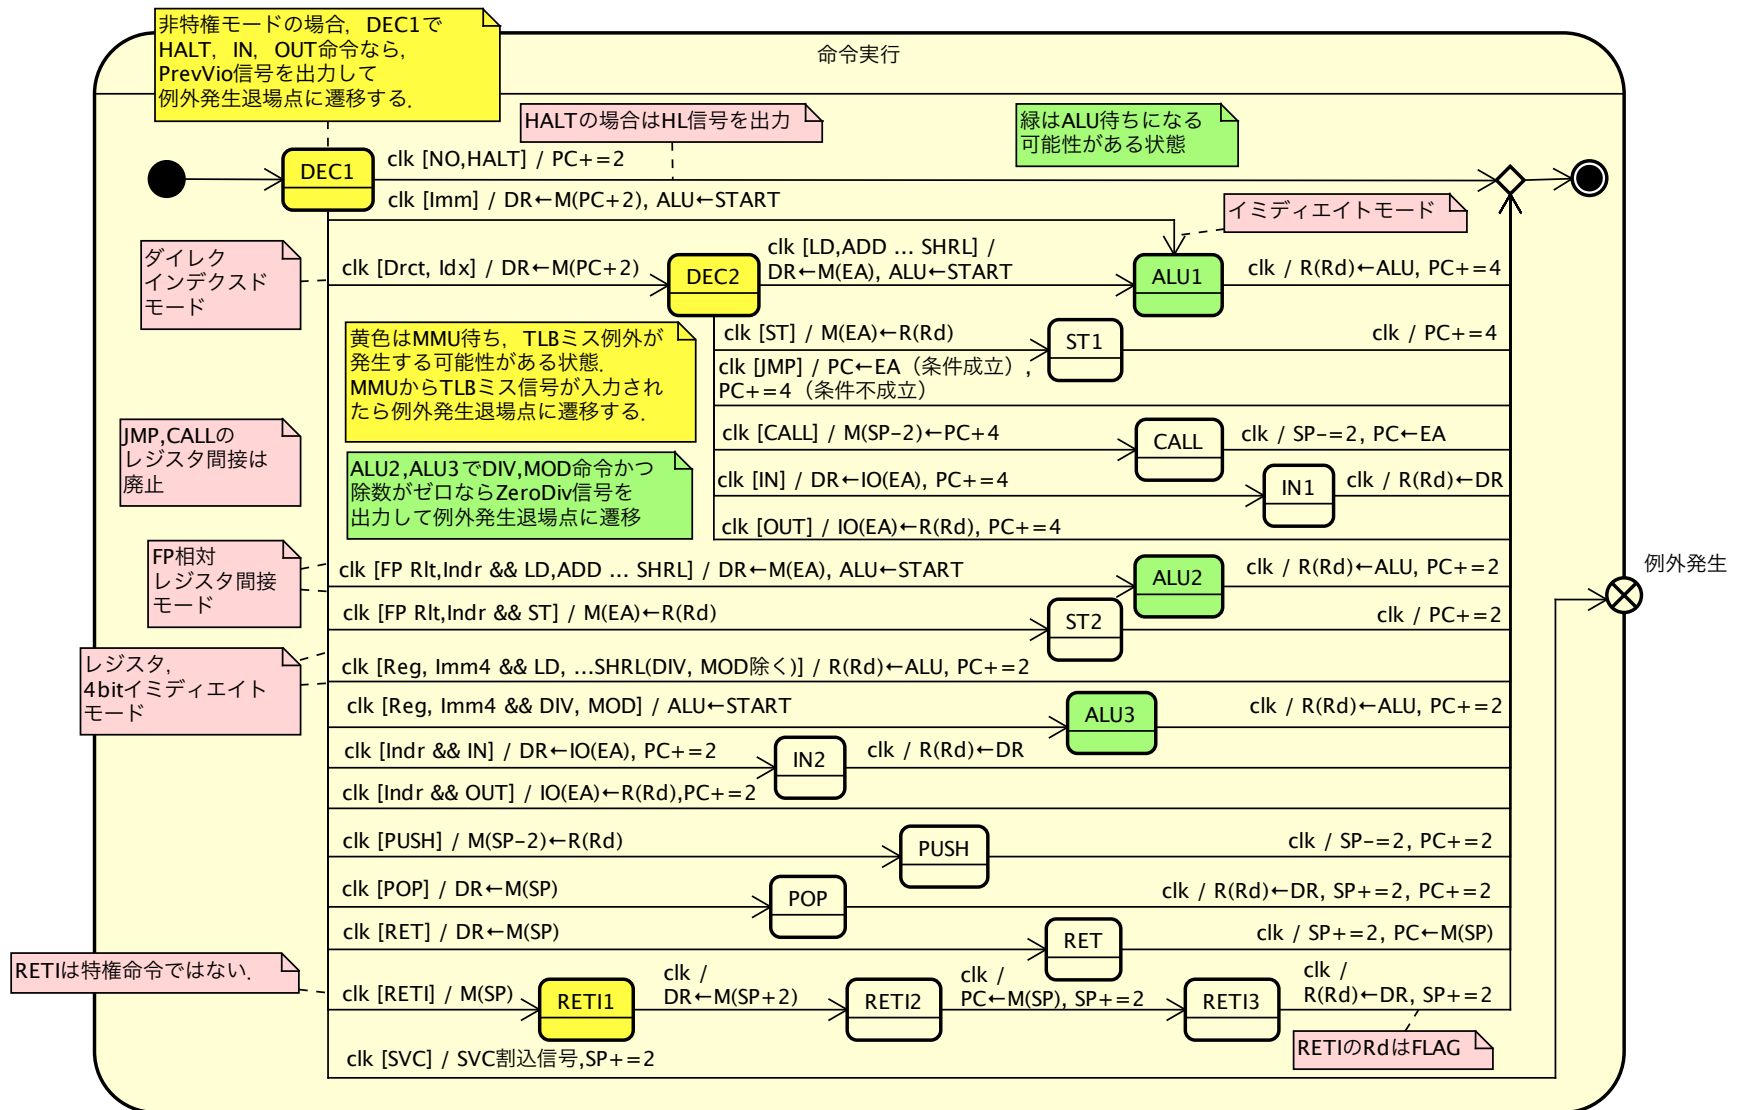 非特権モードの場合，DEC1で
HALT，IN，OUT命令なら，
PrevVio信号を出力して
例外発生退場点に遷移する．
命令実行
HALTの場合はHL信号を出力
緑はALU待ちになる
可能性がある状態
DEC1
clk [NO,HALT] / PC+=2
clk [Imm] / DR←M(PC+2), ALU←START
イミディエイトモード
ダイレク
インデクスド
モード
clk [Drct, Idx] / DR←M(PC+2)
DEC2
clk [LD,ADD ... SHRL] /
DR←M(EA), ALU←START
ALU1
clk / R(Rd)←ALU, PC+=4
黄色はMMU待ち，TLBミス例外が
発生する可能性がある状態．
MMUからTLBミス信号が入力され
たら例外発生退場点に遷移する．
clk [ST] / M(EA)←R(Rd)
ST1
clk / PC+=4
clk [JMP] / PC←EA（条件成立）,
PC+=4（条件不成立）
JMP,CALLの
レジスタ間接は
廃止
clk [CALL] / M(SP-2)←PC+4
CALL
clk / SP-=2, PC←EA
ALU2,ALU3でDIV,MOD命令かつ
除数がゼロならZeroDiv信号を
出力して例外発生退場点に遷移
clk [IN] / DR←IO(EA), PC+=4
IN1
clk / R(Rd)←DR
clk [OUT] / IO(EA)←R(Rd), PC+=4
FP相対
レジスタ間接
モード
clk [FP Rlt,Indr && LD,ADD ... SHRL] / DR←M(EA), ALU←START
ALU2
clk / R(Rd)←ALU, PC+=2
例外発生
clk [FP Rlt,Indr && ST] / M(EA)←R(Rd)
ST2
clk / PC+=2
レジスタ，
4bitイミディエイト
モード
clk [Reg, Imm4 && LD, ...SHRL(DIV, MOD除く)] / R(Rd)←ALU, PC+=2
clk [Reg, Imm4 && DIV, MOD] / ALU←START
ALU3
clk / R(Rd)←ALU, PC+=2
clk [Indr && IN] / DR←IO(EA), PC+=2
IN2
clk / R(Rd)←DR
clk [Indr && OUT] / IO(EA)←R(Rd),PC+=2
clk [PUSH] / M(SP-2)←R(Rd)
PUSH
clk / SP-=2, PC+=2
clk [POP] / DR←M(SP)
POP
clk / R(Rd)←DR, SP+=2, PC+=2
clk [RET] / DR←M(SP)
RET
clk / SP+=2, PC←M(SP)
RETIは特権命令ではない．
clk [RETI] / M(SP)
RETI1
clk /
DR←M(SP+2)
RETI2
clk /
PC←M(SP), SP+=2
RETI3
clk /
R(Rd)←DR, SP+=2
RETIのRdはFLAG
clk [SVC] / SVC割込信号,SP+=2